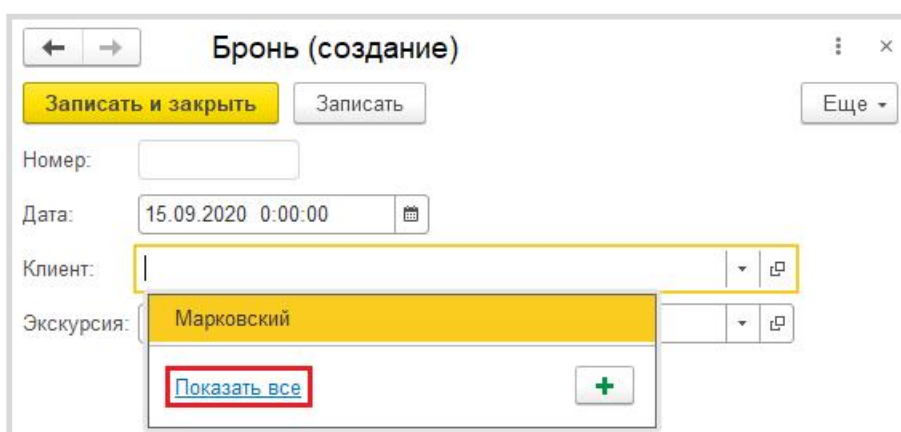 Бронь (создание)
Записать и закрыть Записать Еще
Номер:
Дата: 15.09.2020 0:00:00
Клиент:
Экскурсия: Марковский
Показать все